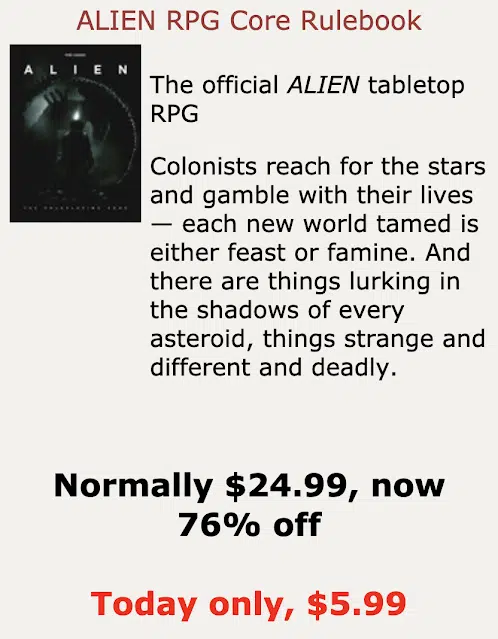 ALIEN RPG Core Rulebook
ALIEN
THE ROLEPLAYING GAME
The official ALIEN tabletop
RPG
Colonists reach for the stars
and gamble with their lives
— each new world tamed is
either feast or famine. And
there are things lurking in
the shadows of every
asteroid, things strange and
different and deadly.
Normally $24.99, now
76% off
Today only, $5.99